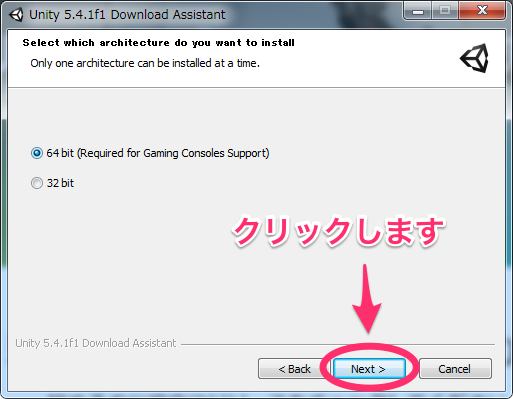 Unity 5.4.1f1 Download Assistant
Select which architecture do you want to install
Only one architecture can be installed at a time.
64 bit (Required for Gaming Consoles Support)
32 bit
クリックします
Unity 5.4.1f1 Download Assistant
< Back
Next >
Cancel